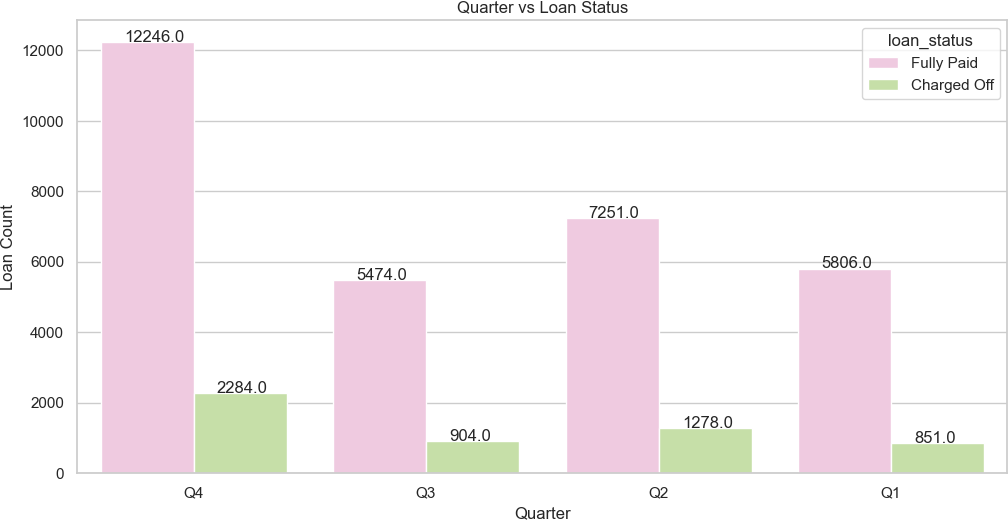 Quarter vs Loan Status
loan_status
Fully Paid
Charged Off
Loan Count
12000
10000
8000
6000
4000
2000
0
12246.0
2284.0
5474.0
904.0
7251.0
1278.0
5806.0
851.0
Q4 Q3 Q2 Q1
Quarter